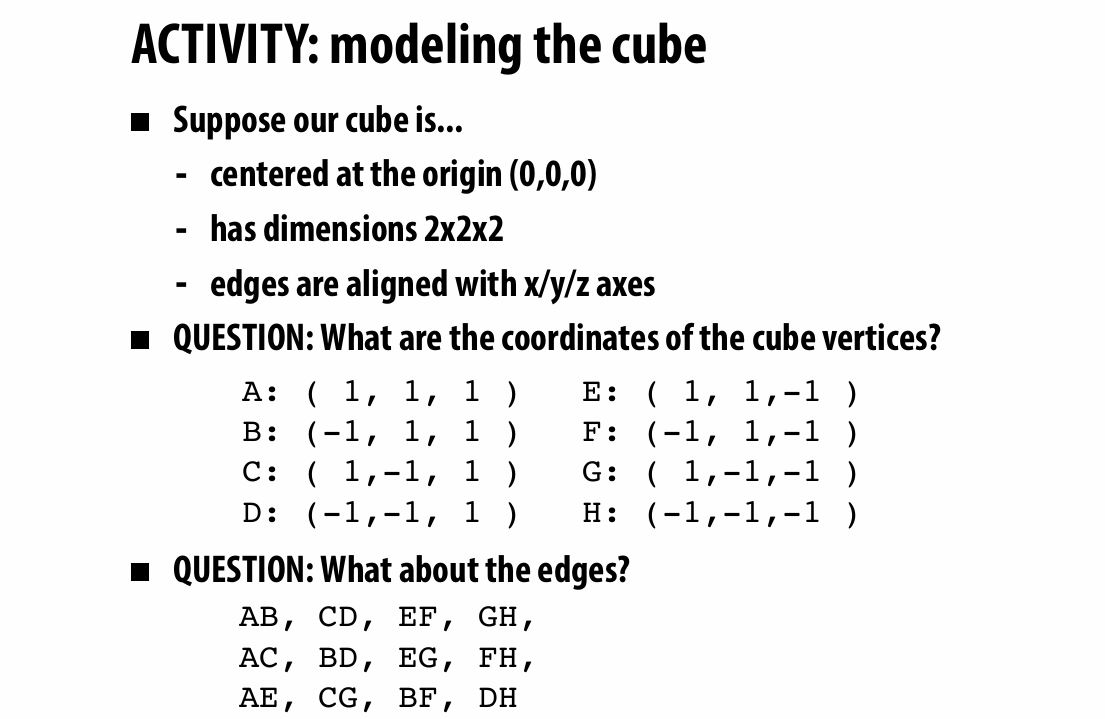 ACTIVITY: modeling the cube
■ Suppose our cube is...
- centered at the origin (0,0,0)
- has dimensions 2x2x2
- edges are aligned with x/y/z axes
■ QUESTION: What are the coordinates of the cube vertices?
A: ( 1, 1, 1 ) E: ( 1, 1,-1 )
B: (-1, 1, 1 ) F: (-1, 1,-1 )
C: ( 1,-1, 1 ) G: ( 1,-1,-1 )
D: (-1,-1, 1 ) H: (-1,-1,-1 )
■ QUESTION: What about the edges?
AB, CD, EF, GH,
AC, BD, EG, FH,
AE, CG, BF, DH